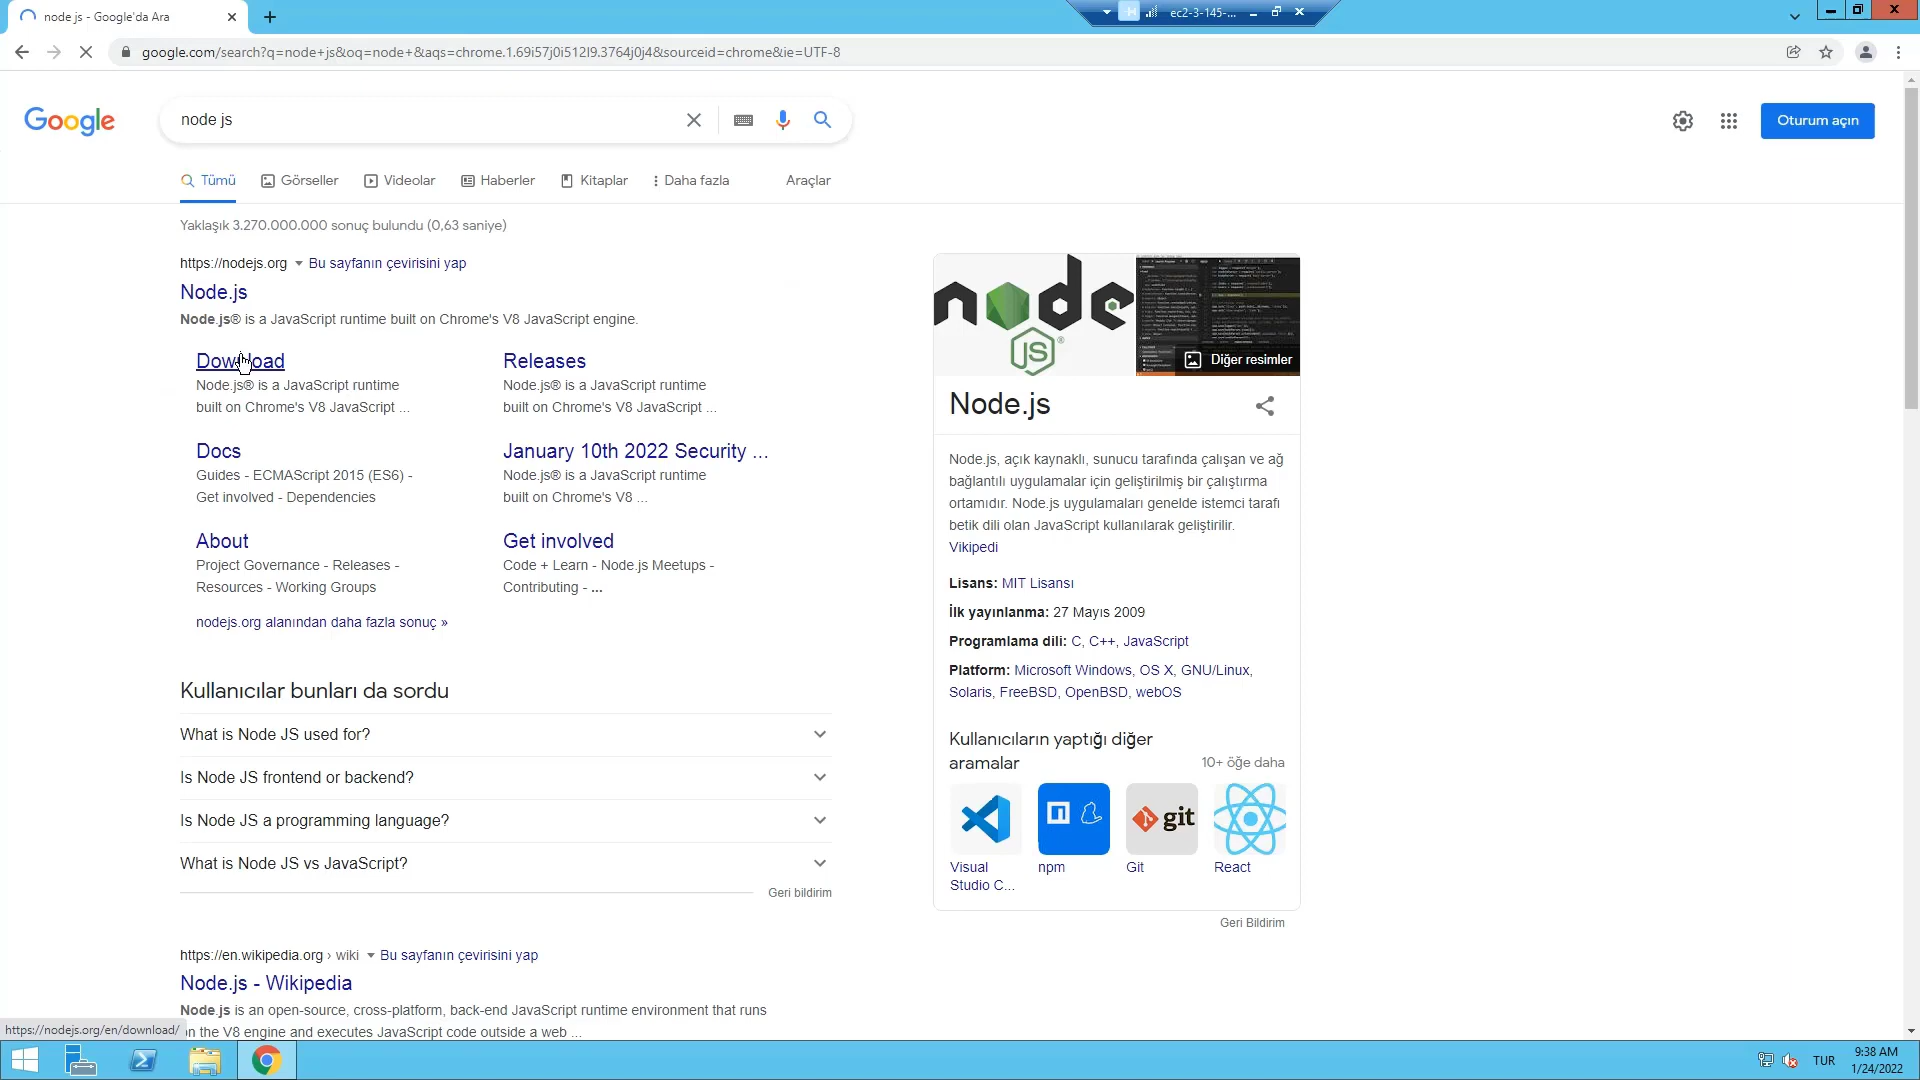 node js - Google'da Ara
ec2-3-145-...
google.com/search?q=node+js&oq=node+&aqs=chrome.1.69i57j0i512l9.3764j0j4&sourceid=chrome&ie=UTF-8
Google
node js
Oturum açın
Tümü
Görseller
Videolar
Haberler
Kitaplar
Daha fazla
Araçlar
Yaklaşık 3.270.000.000 sonuç bulundu (0,63 saniye)
https://nodejs.org
Bu sayfanın çevirisini yap
Node.js
Node.js® is a JavaScript runtime built on Chrome's V8 JavaScript engine.
Download
Node.js® is a JavaScript runtime
built on Chrome's V8 JavaScript ...
Releases
Node.js® is a JavaScript runtime
built on Chrome's V8 JavaScript ...
Docs
Guides - ECMAScript 2015 (ES6) -
Get involved - Dependencies
January 10th 2022 Security ...
Node.js® is a JavaScript runtime
built on Chrome's V8 ...
About
Project Governance - Releases -
Resources - Working Groups
Get involved
Code + Learn - Node.js Meetups -
Contributing - ...
nodejs.org alanından daha fazla sonuç »
Kullanıcılar bunları da sordu
What is Node JS used for?
Is Node JS frontend or backend?
Is Node JS a programming language?
What is Node JS vs JavaScript?
Geri bildirim
https://en.wikipedia.org › wiki
Bu sayfanın çevirisini yap
Node.js - Wikipedia
Node.js is an open-source, cross-platform, back-end JavaScript runtime environment that runs
on the V8 engine and executes JavaScript code outside a web ...
node
JS
Diğer resimler
Node.js
Node.js, açık kaynaklı, sunucu tarafında çalışan ve ağ
bağlantılı uygulamalar için geliştirilmiş bir çalıştırma
ortamıdır. Node.js uygulamaları genelde istemci tarafı
betik dili olan JavaScript kullanılarak geliştirilir.
Vikipedi
Lisans: MIT Lisansı
İlk yayınlanma: 27 Mayıs 2009
Programlama dili: C, C++, JavaScript
Platform: Microsoft Windows, OS X, GNU/Linux,
Solaris, FreeBSD, OpenBSD, webOS
Kullanıcıların yaptığı diğer
aramalar
10+ öğe daha
git
Visual
Studio C...
npm
Git
React
Geri Bildirim
https://nodejs.org/en/download/
TUR
9:38 AM
1/24/2022